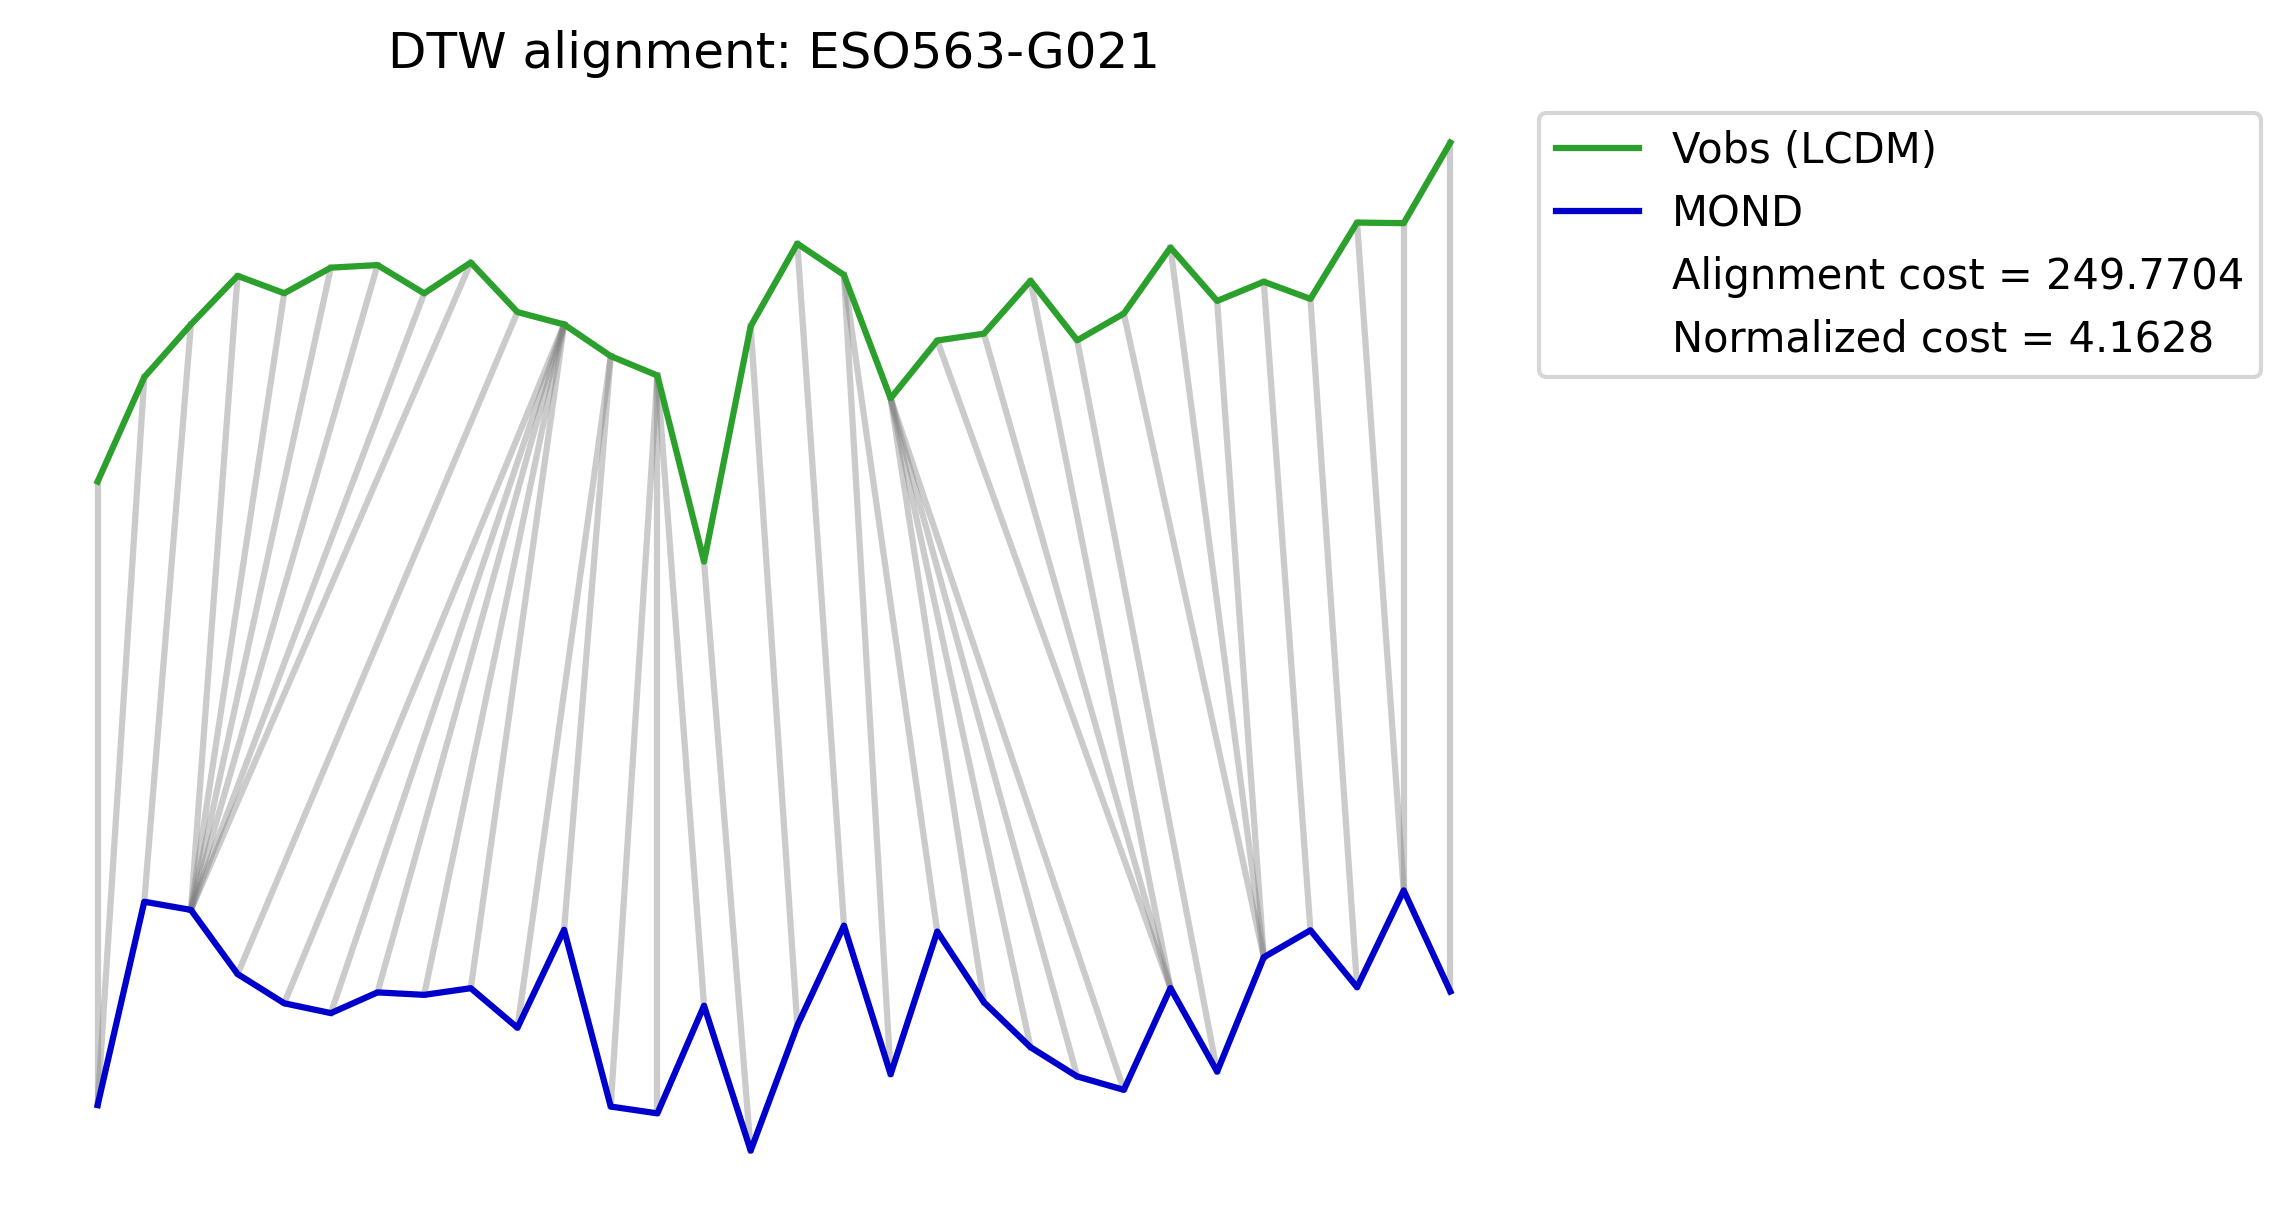 DTW alignment: ESO563-G021
Vobs (LCDM)
MOND
Alignment cost = 249.7704
Normalized cost = 4.1628